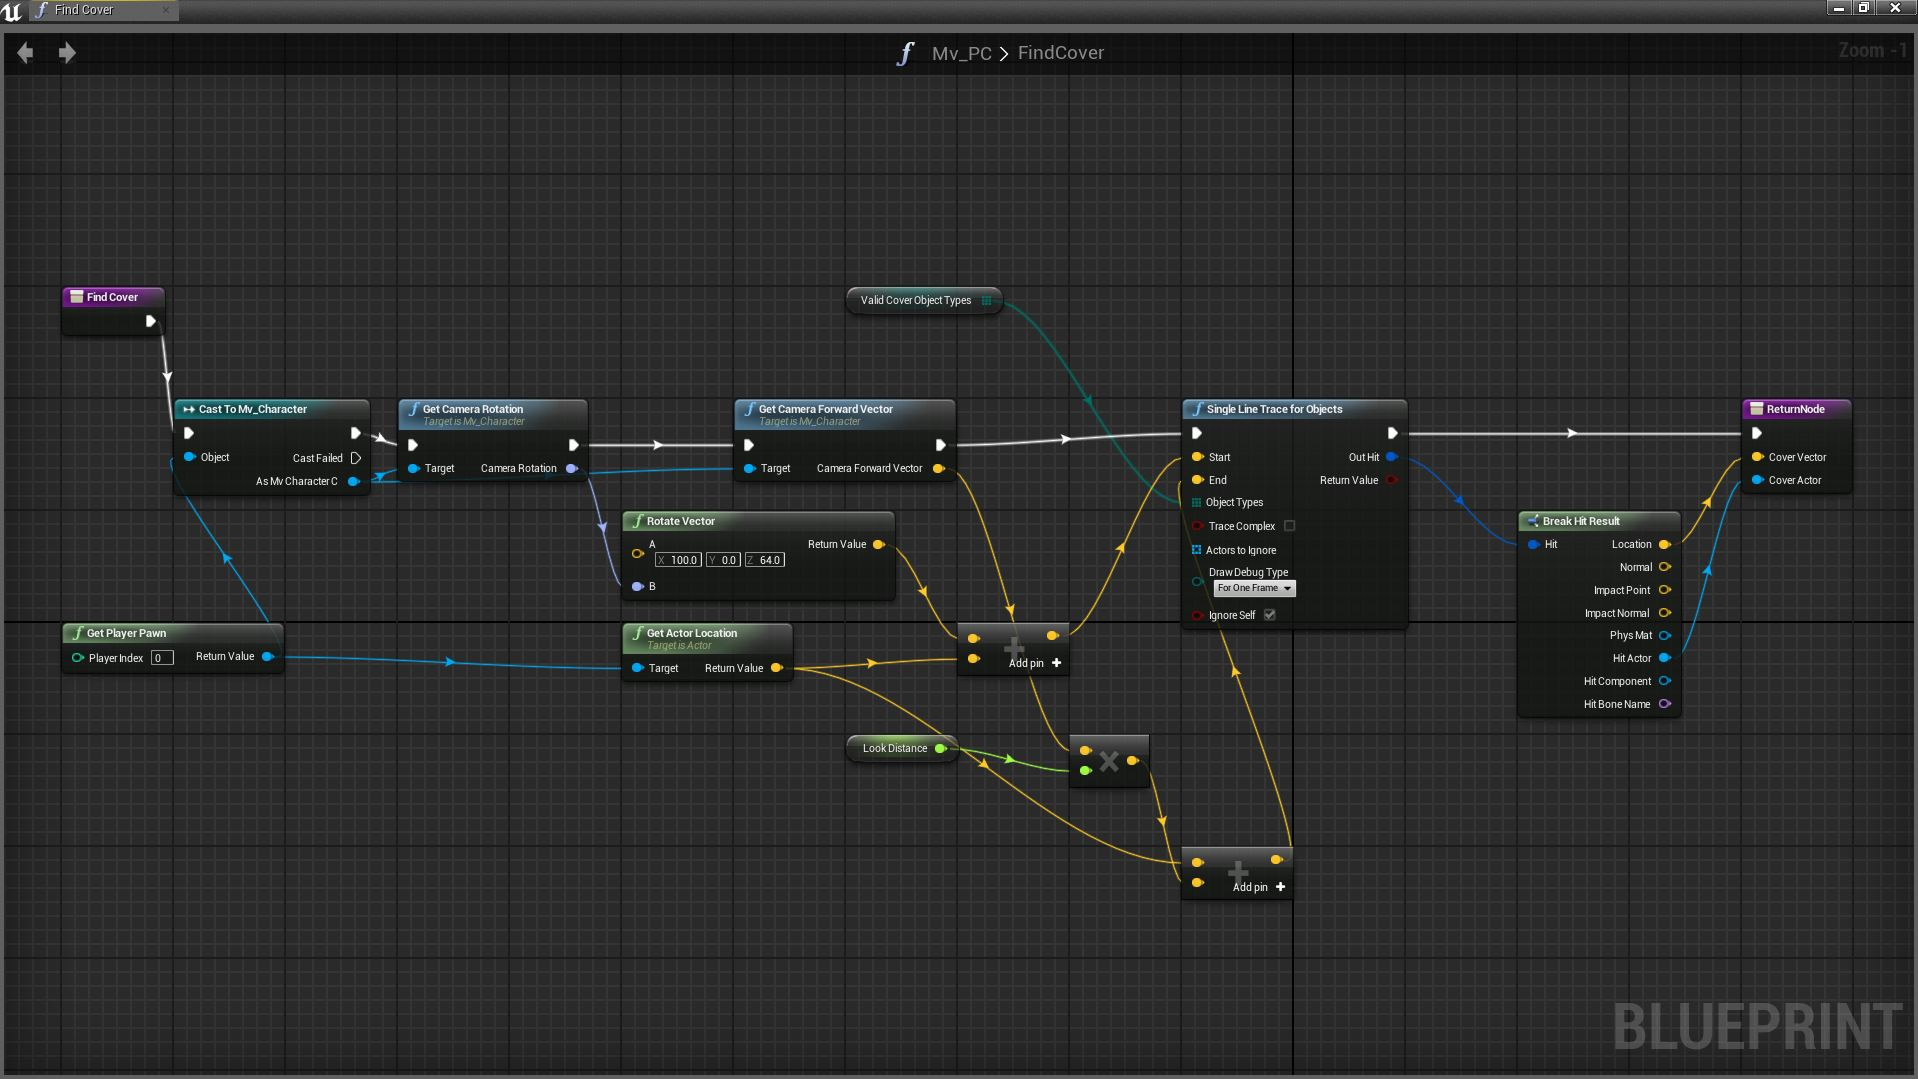 Find Cover
Mv_PC > FindCover
Zoom -1
Find Cover
Valid Cover Object Types
Cast To Mv_Character
Object
Cast Failed
As Mv Character C
Get Camera Rotation
Target is Mv_Character
Target
Camera Rotation
Get Camera Forward Vector
Target is Mv_Character
Target
Camera Forward Vector
Single Line Trace for Objects
Start
Out Hit
End
Return Value
Object Types
Trace Complex
Actors to Ignore
Draw Debug Type
For One Frame
Ignore Self
ReturnNode
Cover Vector
Cover Actor
Rotate Vector
A
Return Value
X 100.0 Y 0.0 Z 64.0
B
Break Hit Result
Hit
Location
Normal
Impact Point
Impact Normal
Phys Mat
Hit Actor
Hit Component
Hit Bone Name
Get Player Pawn
Player Index 0
Return Value
Get Actor Location
Target is Actor
Target
Return Value
Add pin +
Look Distance
Add pin +
BLUEPRINT